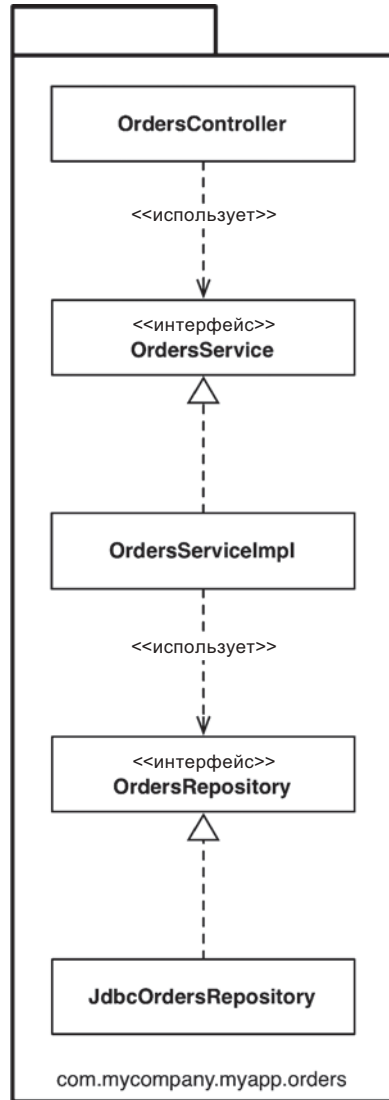 OrdersController
<<использует>>
<<интерфейс>>
OrdersService
OrdersServiceImpl
<<использует>>
<<интерфейс>>
OrdersRepository
JdbcOrdersRepository
com.mycompany.myapp.orders